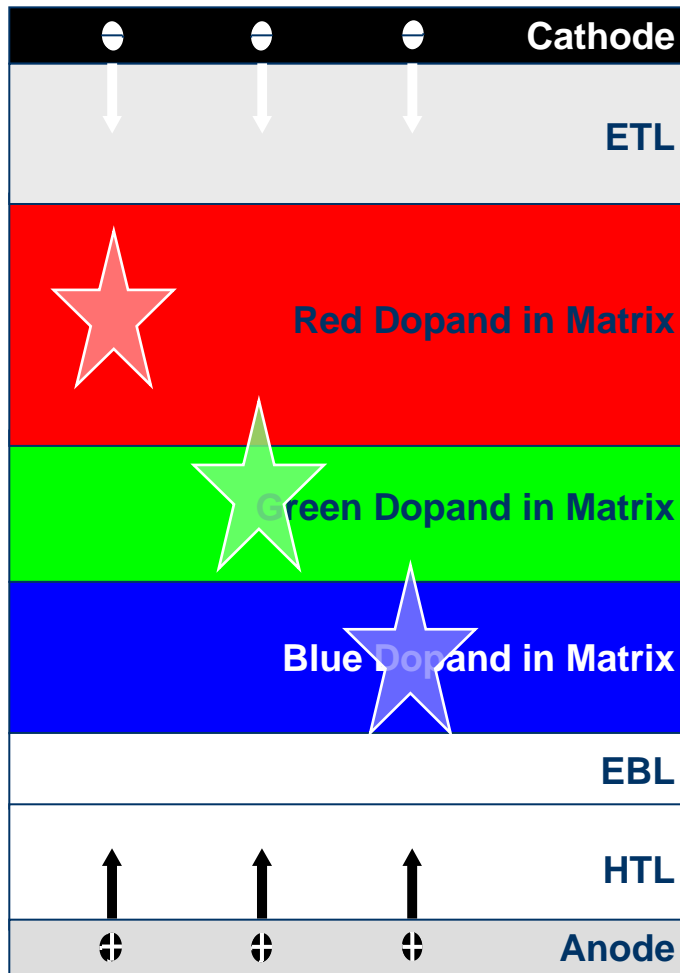 Cathode
ETL
Red Dopand in Matrix
Green Dopand in Matrix
Blue Dopand in Matrix
EBL
HTL
Anode